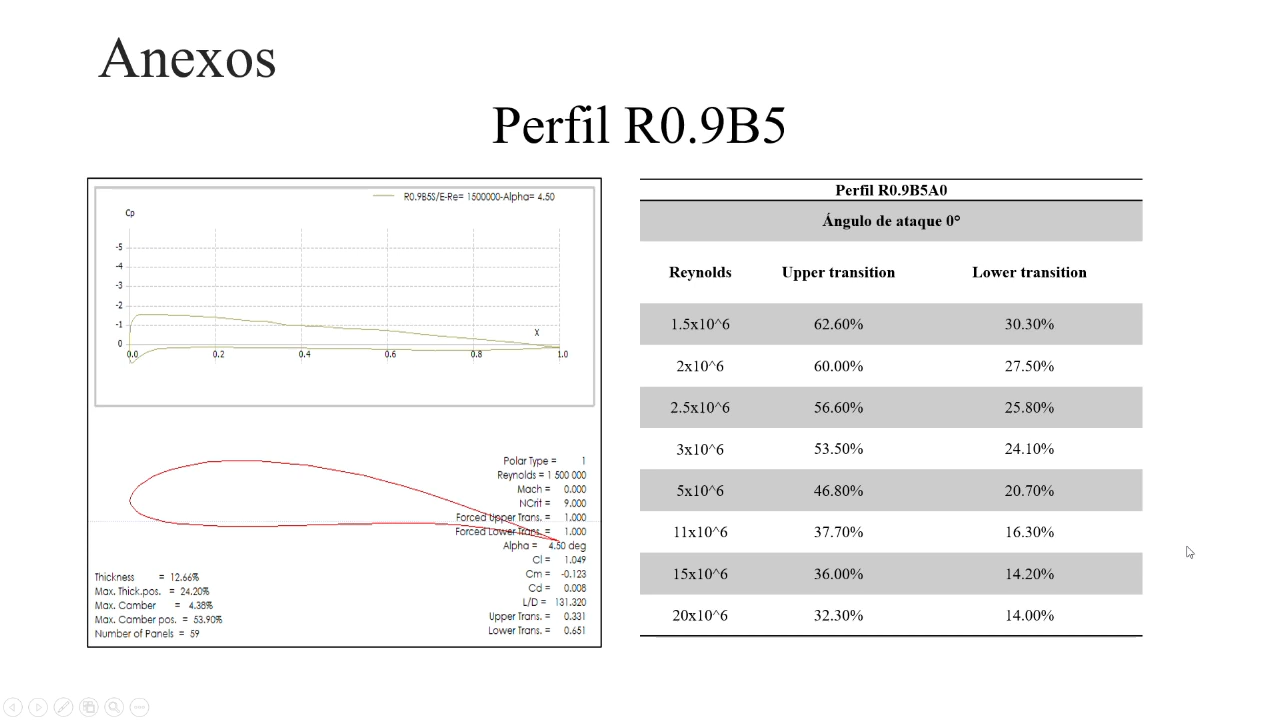 Anexos
Perfil R0.9B5
R0.9B5S/E-Re= 1500000-Alpha= 4.50
Cp
-5
-4
-3
-2
-1
X
0
0.0 0.2 0.4 0.6 0.8 1.0
Polar Type = 1
Reynolds = 1 500 000
Mach = 0.000
NCrit = 9.000
Forced Upper Trans. = 1.000
Forced Lower Trans. = 1.000
Alpha = 4.50 deg
Cl = 1.049
Cm = -0.123
Cd = 0.008
L/D = 131.320
Upper Trans. = 0.331
Lower Trans. = 0.651
Thickness = 12.66%
Max. Thick.pos. = 24.20%
Max. Camber = 4.38%
Max. Camber pos. = 53.90%
Number of Panels = 59
Perfil R0.9B5A0
Ángulo de ataque 0°
Reynolds Upper transition Lower transition
1.5x10^6 62.60% 30.30%
2x10^6 60.00% 27.50%
2.5x10^6 56.60% 25.80%
3x10^6 53.50% 24.10%
5x10^6 46.80% 20.70%
11x10^6 37.70% 16.30%
15x10^6 36.00% 14.20%
20x10^6 32.30% 14.00%